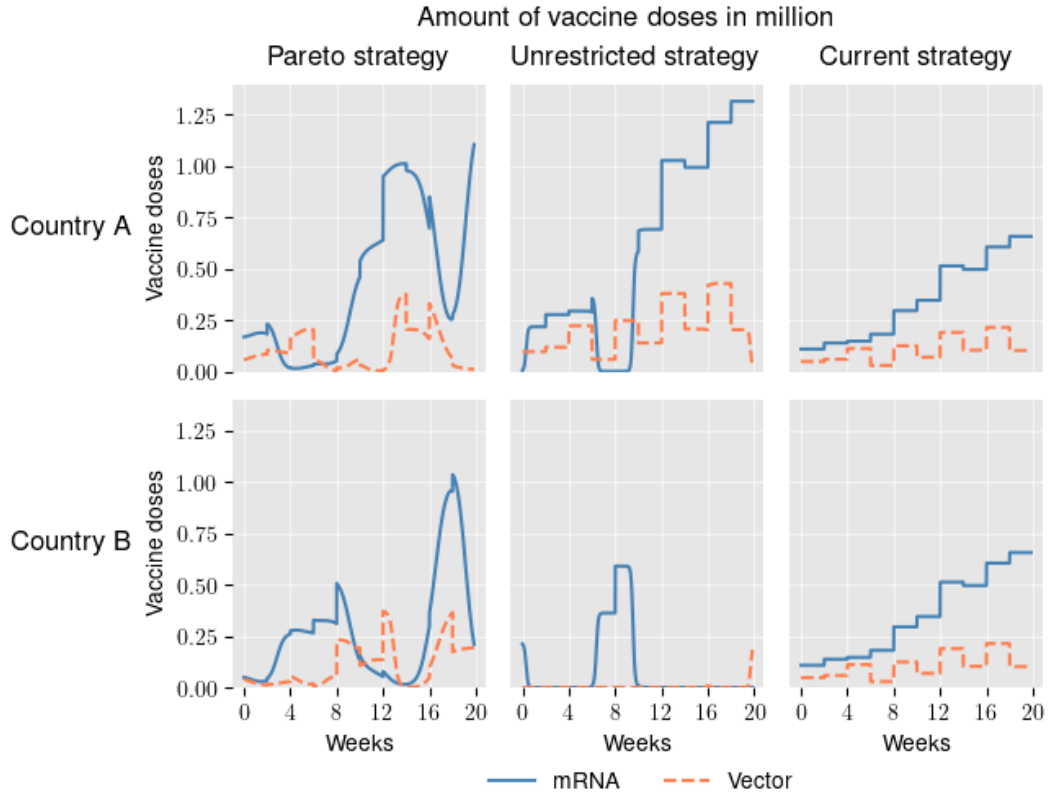 Amount of vaccine doses in million
Pareto strategy Unrestricted strategy Current strategy
Country A
Vaccine doses
1.25
1.00
0.75
0.50
0.25
0.00
Country B
Vaccine doses
1.25
1.00
0.75
0.50
0.25
0.00
0 4 8 12 16 20 0 4 8 12 16 20 0 4 8 12 16 20
Weeks Weeks Weeks
mRNA Vector